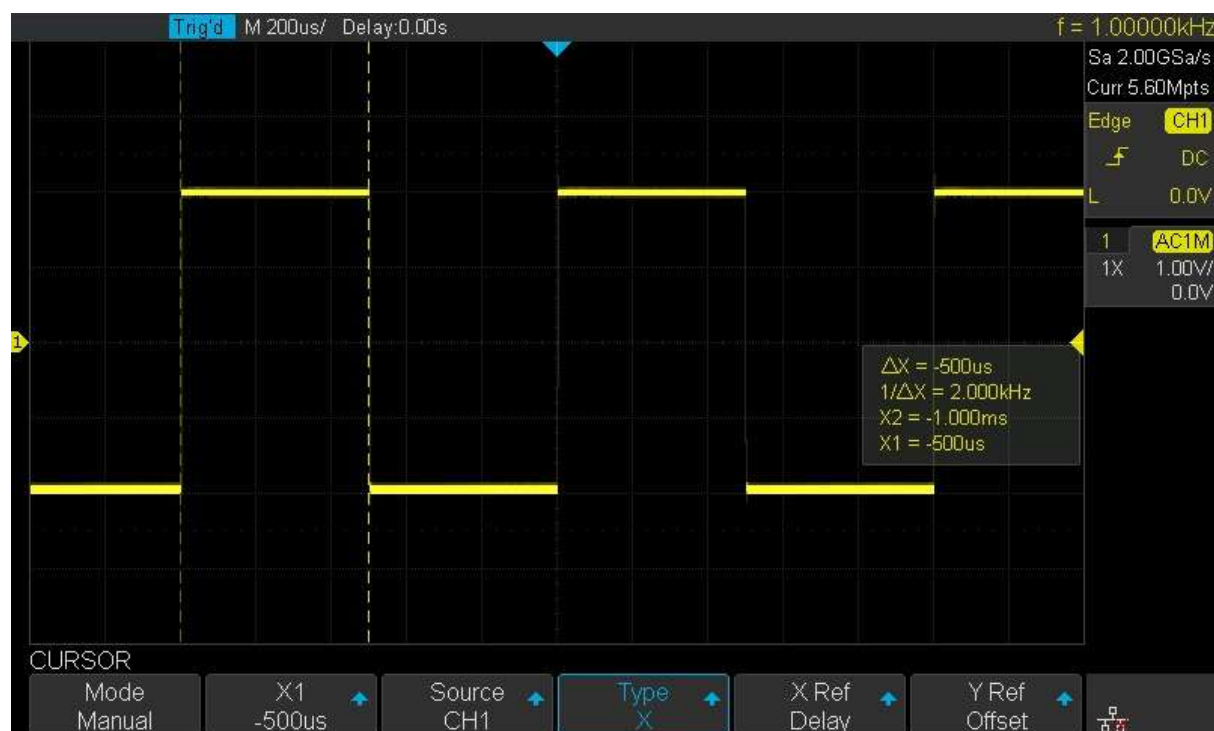 Trig'd M 200us/ Delay:0.00s f = 1.00000kHz
Sa 2.00GSa/s
Curr 5.60Mpts
Edge CH1
DC
L 0.0V
1 AC1M
1X 1.00V/
0.0V
1
△X = -500us
1/△X = 2.000kHz
X2 = -1.000ms
X1 = -500us
CURSOR
Mode X1 Source Type X Ref Y Ref
Manual -500us CH1 X Delay Offset